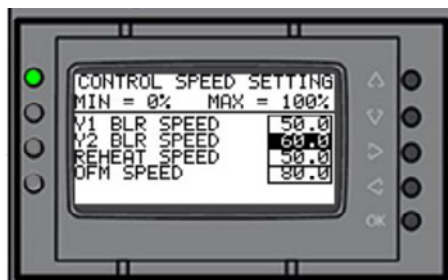 CONTROL SPEED SETTING
MIN = 0% MAX = 100%
Y1 BLR SPEED 50.0
Y2 BLR SPEED 60.0
REHEAT SPEED 50.0
OFM SPEED 80.0
OK